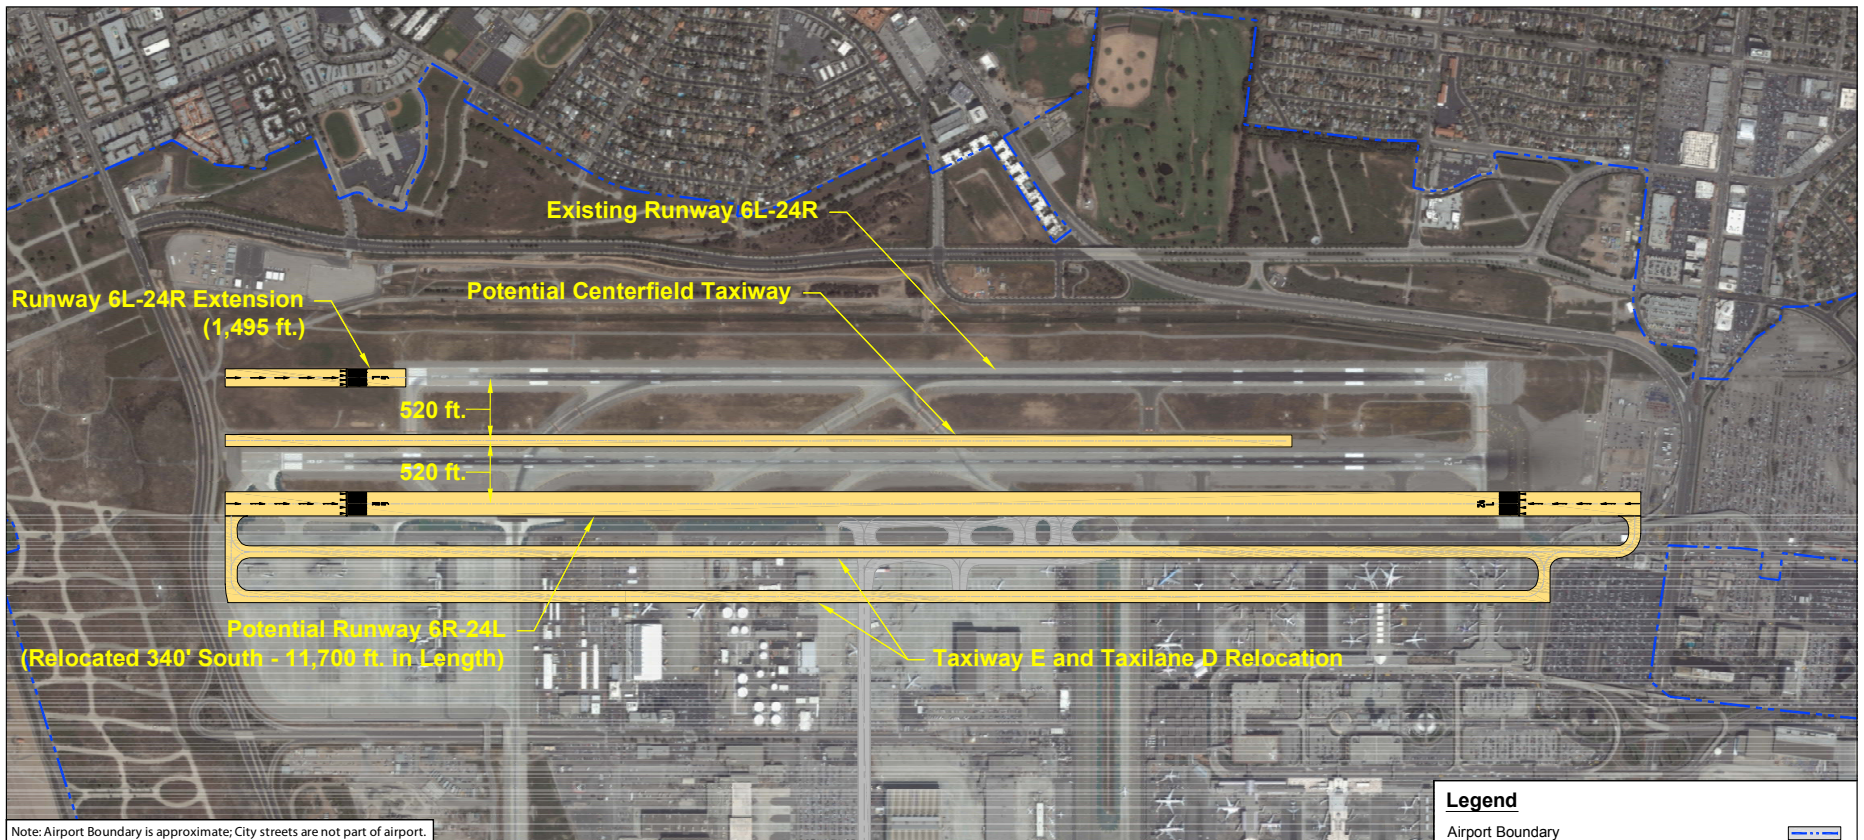 Existing Runway 6L-24R
Potential Centerfield Taxiway
Runway 6L-24R Extension
(1,495 ft.)
520 ft.
520 ft.
24
L
Potential Runway 6R-24L
(Relocated 340' South - 11,700 ft. in Length)
Taxiway E and Taxilane D Relocation
Legend
Airport Boundary
Note: Airport Boundary is approximate; City streets are not part of airport.